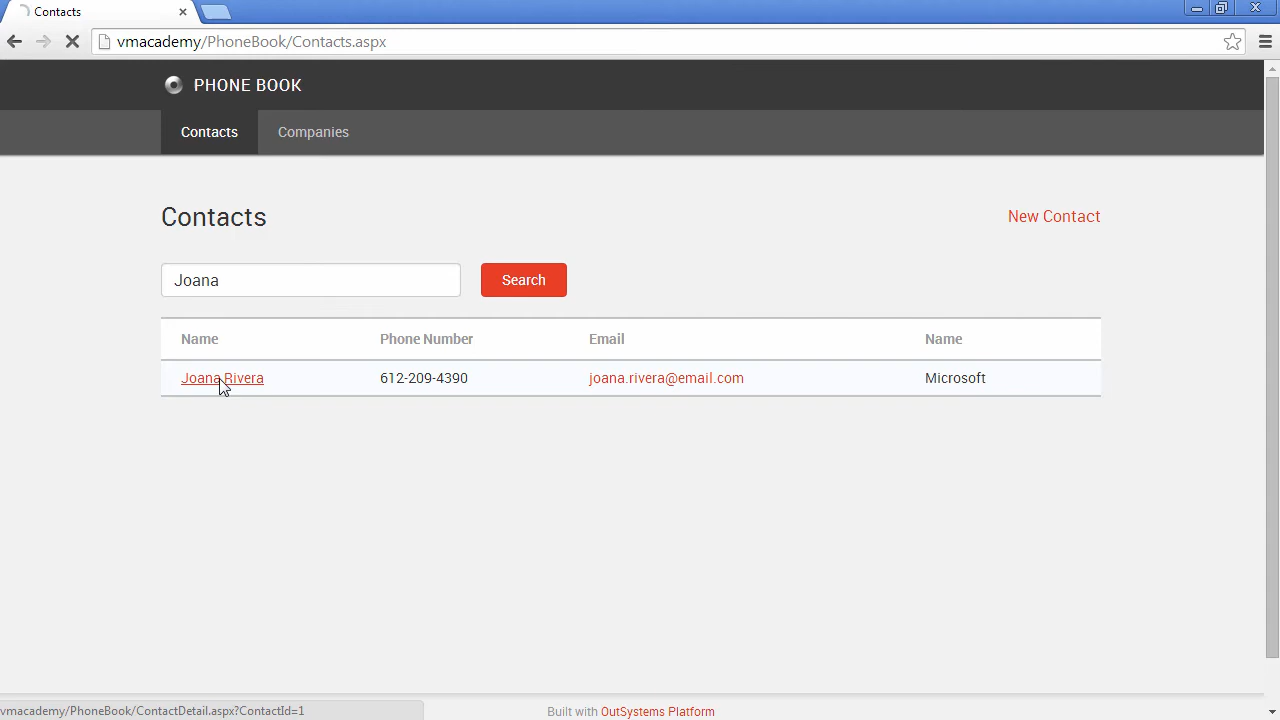 Contacts
vmacademy/PhoneBook/Contacts.aspx
PHONE BOOK
Contacts Companies
Contacts New Contact
Joana Search
Name Phone Number Email Name
Joana Rivera 612-209-4390 joana.rivera@email.com Microsoft
vmacademy/PhoneBook/ContactDetail.aspx?ContactId=1 Built with OutSystems Platform